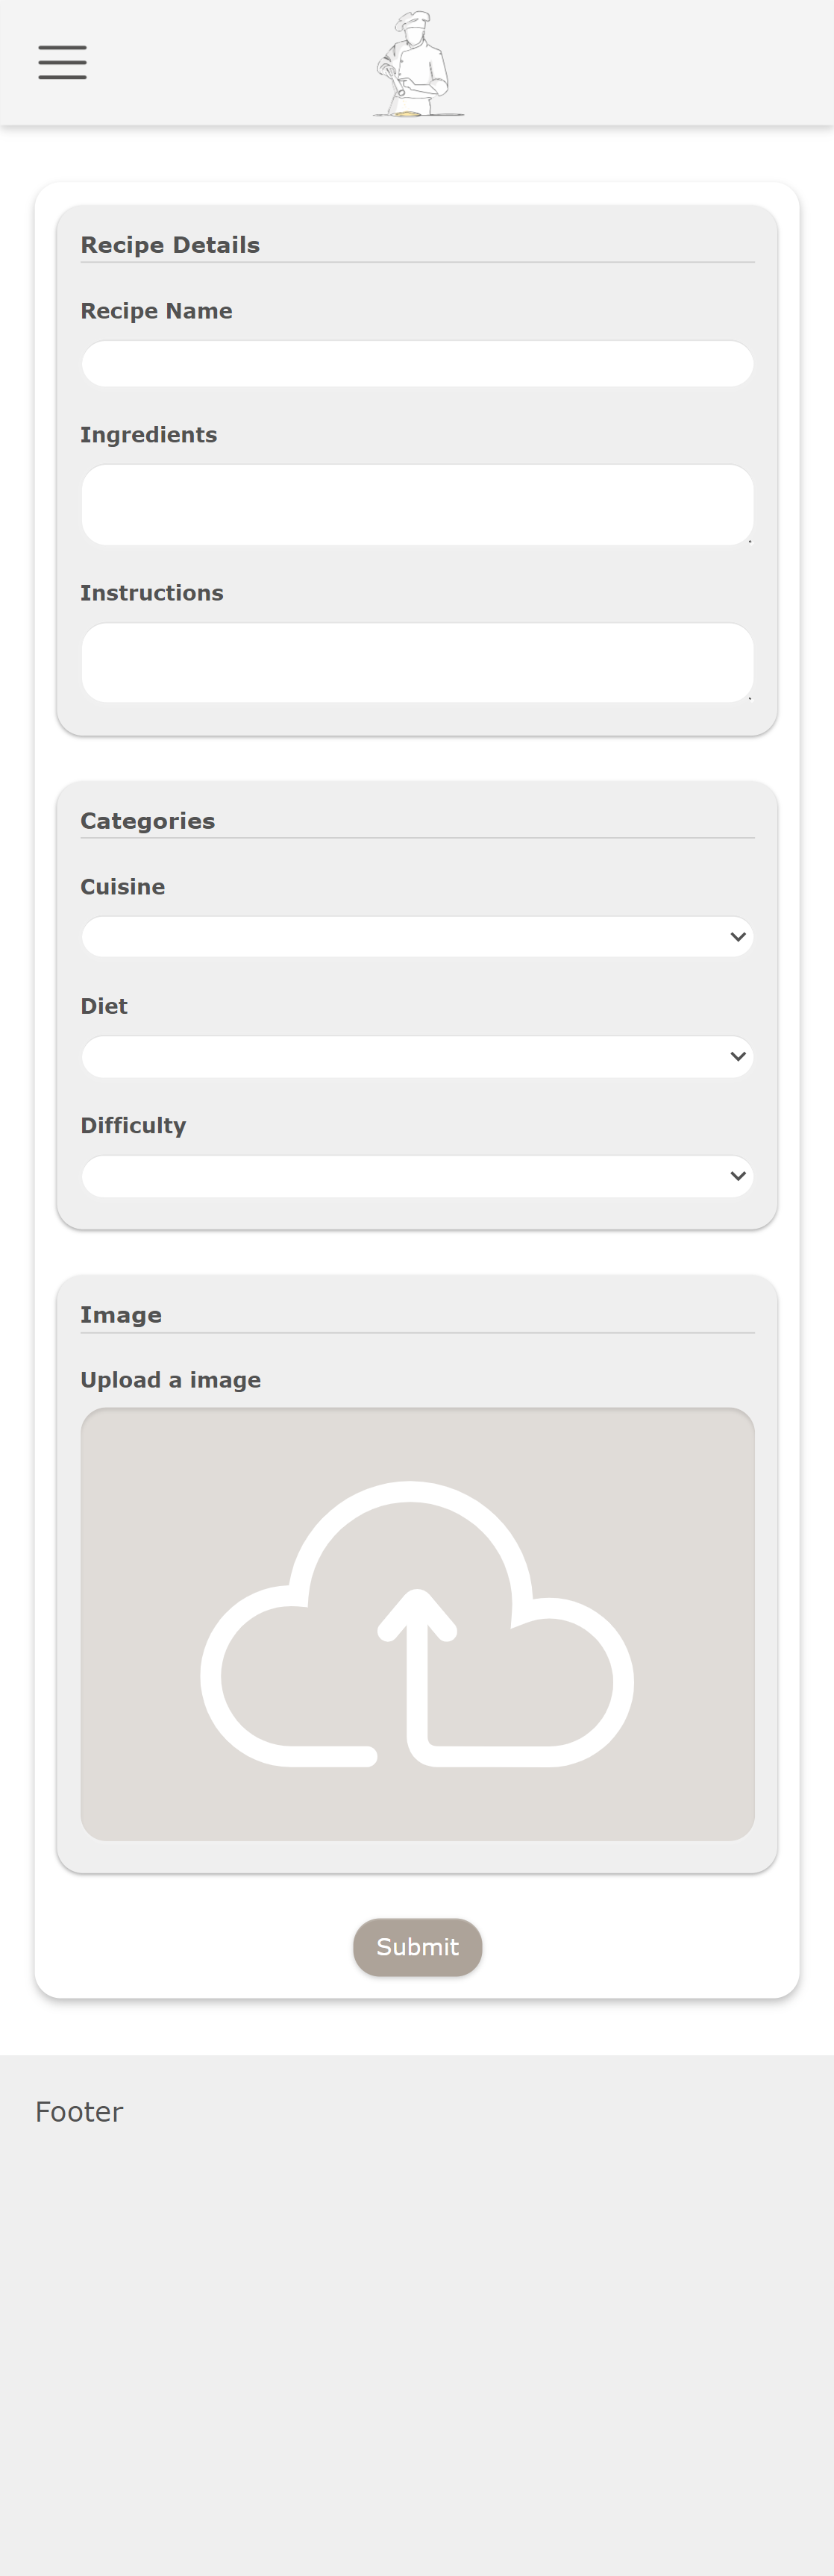 Recipe Details
Recipe Name
Ingredients
Instructions
Categories
Cuisine
Diet
Difficulty
Image
Upload a image
Submit
Footer